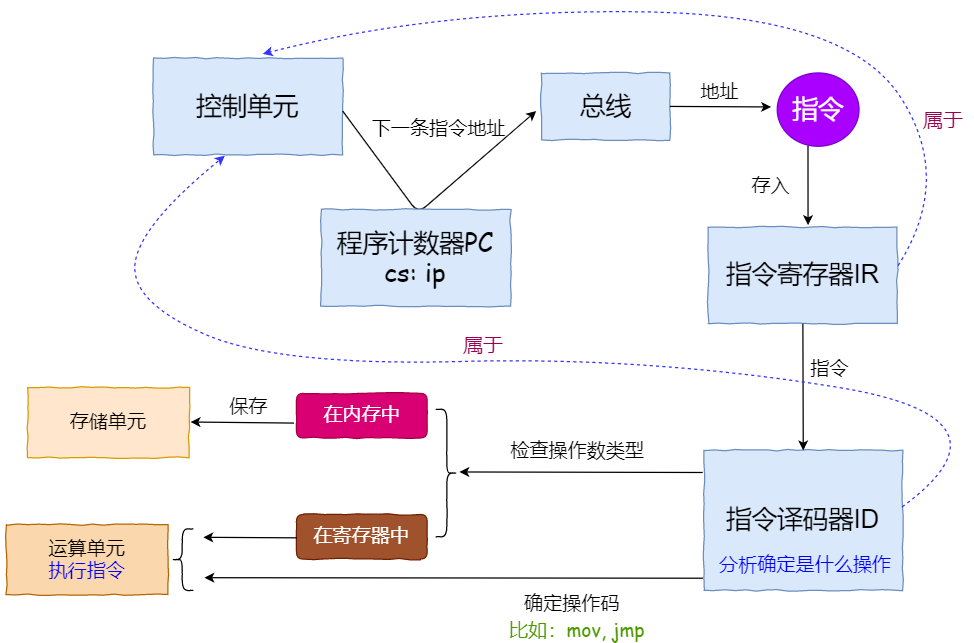 控制单元
下一条指令地址
总线
地址
指令
属于
存入
程序计数器PC
cs: ip
指令寄存器IR
属于
指令
存储单元
保存
在内存中
检查操作数类型
运算单元
执行指令
在寄存器中
指令译码器ID
分析确定是什么操作
确定操作码
比如：mov, jmp